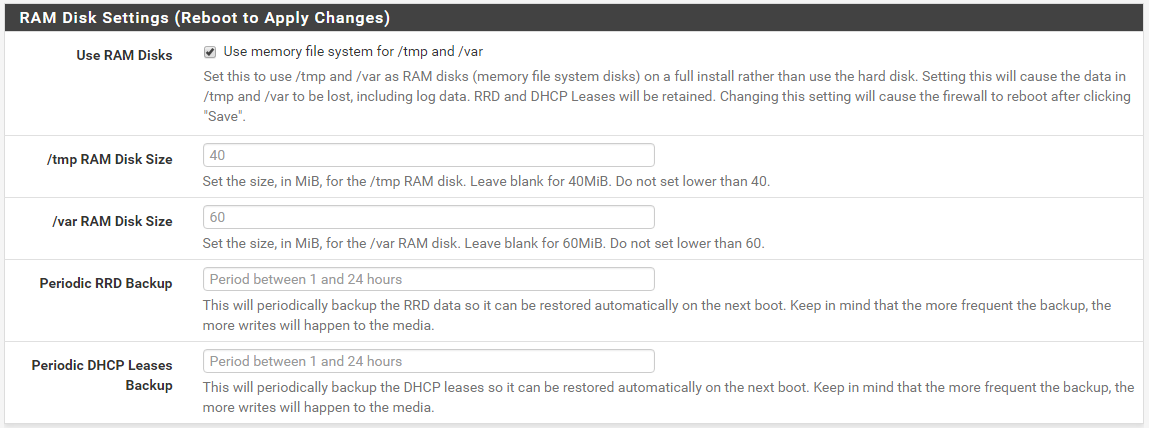 RAM Disk Settings (Reboot to Apply Changes)
Use RAM Disks
Use memory file system for /tmp and /var
Set this to use /tmp and /var as RAM disks (memory file system disks) on a full install rather than use the hard disk. Setting this will cause the data in
/tmp and /var to be lost, including log data. RRD and DHCP Leases will be retained. Changing this setting will cause the firewall to reboot after clicking
"Save".
/tmp RAM Disk Size
40
Set the size, in MiB, for the /tmp RAM disk. Leave blank for 40MiB. Do not set lower than 40.
/var RAM Disk Size
60
Set the size, in MiB, for the /var RAM disk. Leave blank for 60MiB. Do not set lower than 60.
Periodic RRD Backup
Period between 1 and 24 hours
This will periodically backup the RRD data so it can be restored automatically on the next boot. Keep in mind that the more frequent the backup, the
more writes will happen to the media.
Periodic DHCP Leases
Backup
Period between 1 and 24 hours
This will periodically backup the DHCP leases so it can be restored automatically on the next boot. Keep in mind that the more frequent the backup, the
more writes will happen to the media.